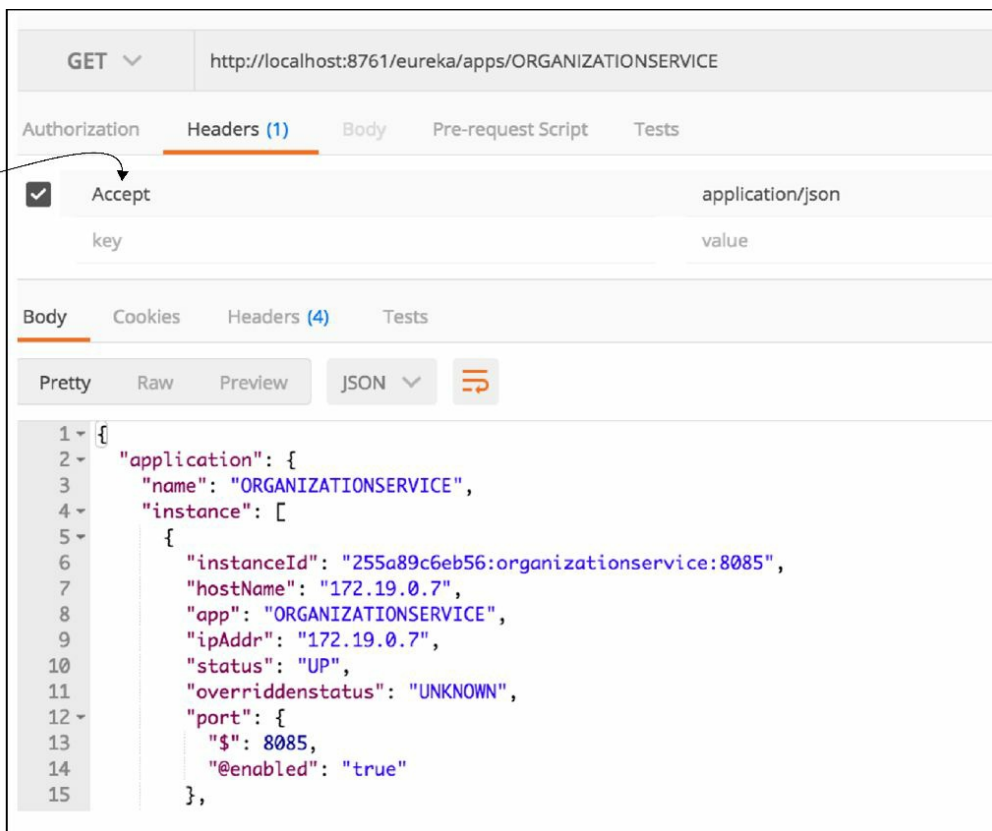 GET http://localhost:8761/eureka/apps/ORGANIZATIONSERVICE
Authorization Headers (1) Body Pre-request Script Tests
Accept application/json
key value
Body Cookies Headers (4) Tests
Pretty Raw Preview JSON
1 {
2 "application": {
3 "name": "ORGANIZATIONSERVICE",
4 "instance": [
5 {
6 "instanceId": "255a89c6eb56:organizationservice:8085",
7 "hostName": "172.19.0.7",
8 "app": "ORGANIZATIONSERVICE",
9 "ipAddr": "172.19.0.7",
10 "status": "UP",
11 "overriddenstatus": "UNKNOWN",
12 "port": {
13 "$": 8085,
14 "@enabled": "true"
15 },